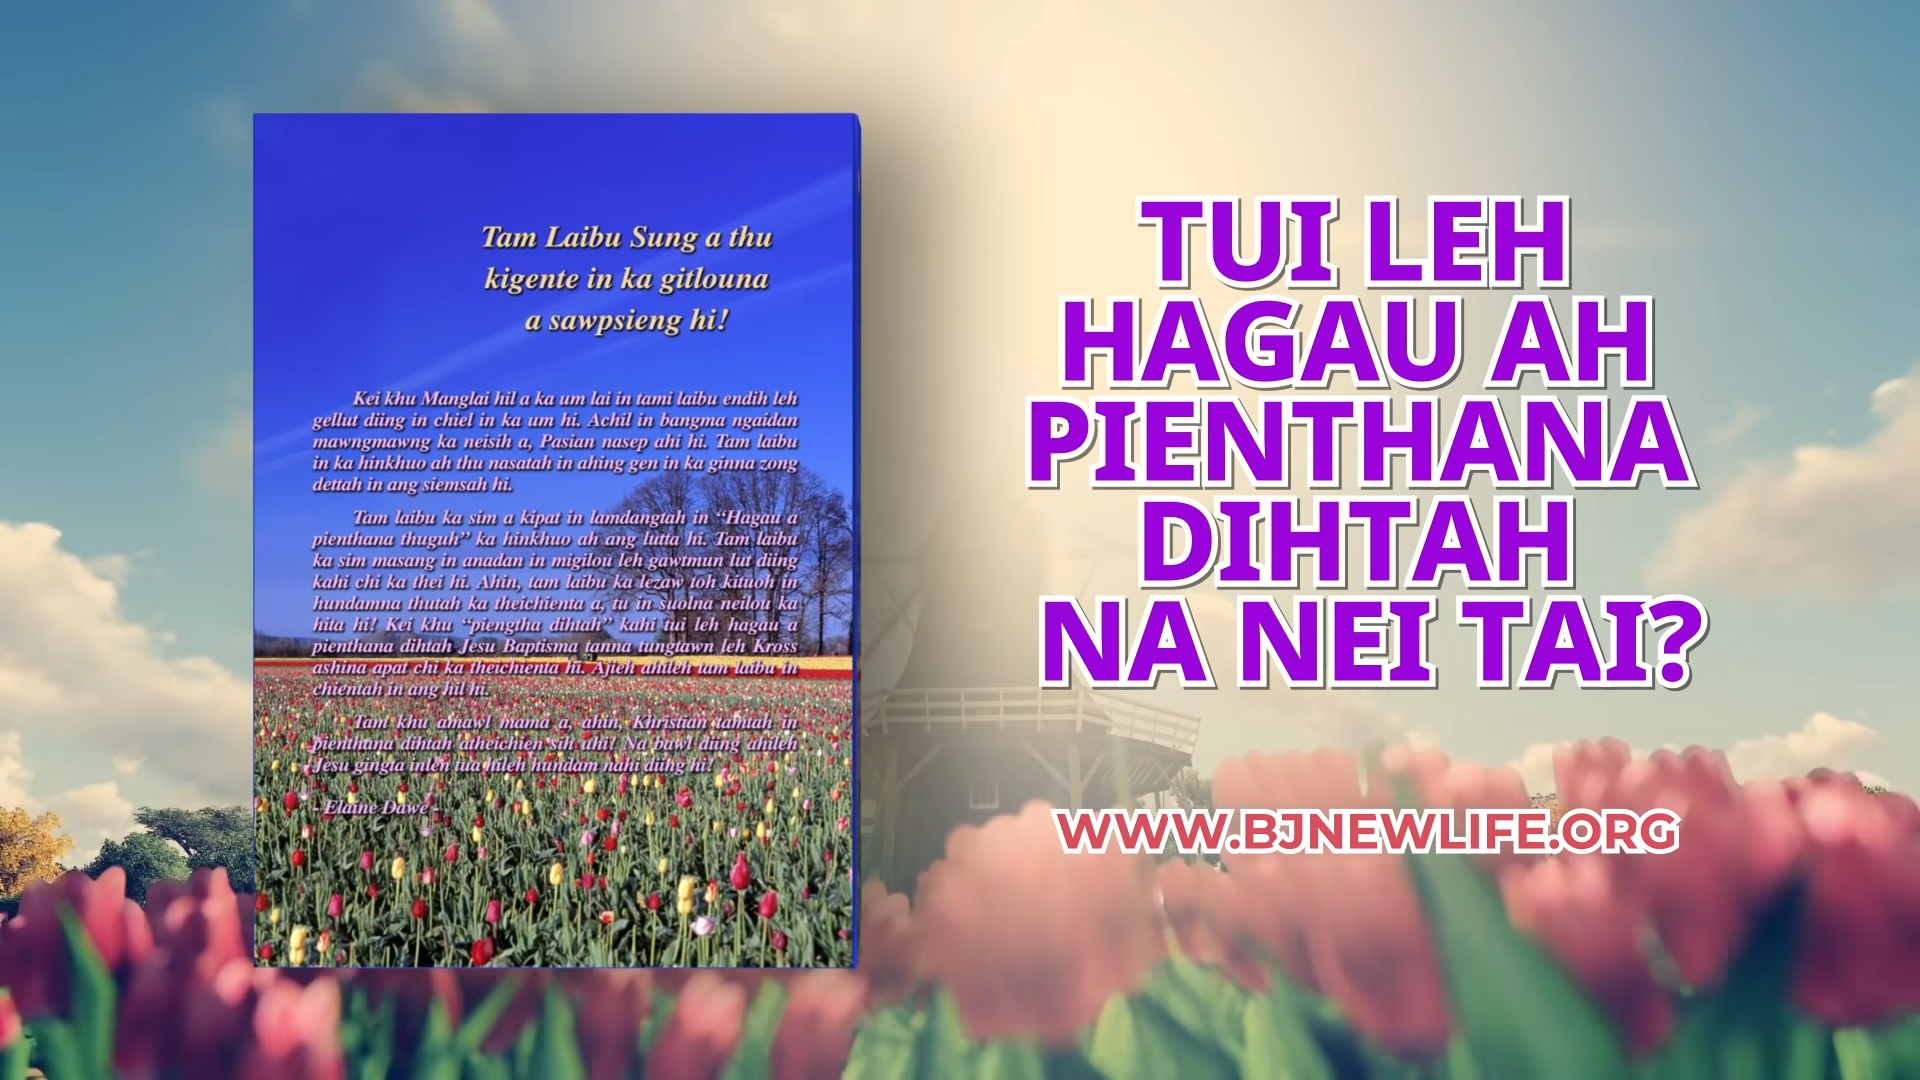 Tam Laibu Sung a thu
kigente in ka gitlouna
a sawpsieng hi!
Kei khu Manglai hil a ka um lai in tami laibu endih leh
gellut diing in chiel in ka um hi. Achil in bangma ngaidan
mawngmawng ka neisih a, Pasian nasep ahi hi. Tam laibu
in ka hinkhuo ah thu nasatah in ahing gen in ka ginna zong
dettah in ang siemsah hi.
Tam laibu ka sim a kipat in lamdangtah in “Hagau a
pienthana thuguh” ka hinkhuo ah ang lutta hi. Tam laibu
ka sim masang in anadan in migilou leh gawtmun lut diing
kahi chi ka thei hi. Ahin, tam laibu ka lezaw toh kituoh in
hundamna thutah ka theichienta a, tu in suolna neilou ka
hita hi! Kei khu “piengtha dihtah” kahi tui leh hagau a
pienthana dihtah Jesu Baptisma tanna tungtawn leh Kross
ashina apat chi ka theichienta hi. Ajieh ahileh tam laibu in
chientah in ang hil hi.
Tam khu amawl mama a, ahin, Khristian tamtah in
pienthana dihtah atheichien sih uhi! Na bawl diing ahileh
Jesu gingta inlen tua hileh hundam nahi diing hi!
- Elaine Dawe -
TUI LEH
HAGAU AH
PIENTHANA
DIHTAH
NA NEI TAI?
WWW.BJNEWLIFE.ORG